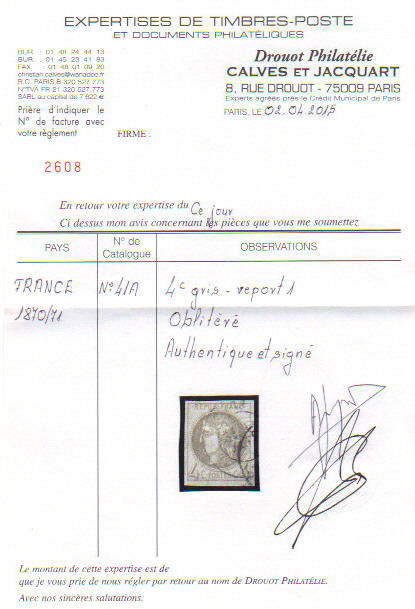 EXPERTISES DE TIMBRES-POSTE
ET DOCUMENTS PHILATÉLIQUES
BUR. : 01 48 24 44 13
BUR. : 01 45 23 41 83
FAX : 01 48 01 09 20
christian.calves@wanadoo.fr
R.C. PARIS B 320 527 773
N°TVA FR 21 320 527 773
SARL au capital de 7 622 €
Drouot Philatélie
CALVES ET JACQUART
8, RUE DROUOT - 75009 PARIS
Experts agréés près le Crédit Municipal de Paris
Prière d'indiquer le
N° de facture avec
votre règlement
FIRME :
PARIS, LE 02.04.2015
2608
En retour votre expertise du Ce jour
Ci dessus mon avis concernant les pièces que vous me soumettez
PAYS
N° de Catalogue
OBSERVATIONS
FRANCE N°41A 4c gris - report 1
1870/71 Oblitéré
Authentique et signé
REPUB. FRANC.
4
Le montant de cette expertise est de
que je vous prie de nous régler par retour au nom de DROUOT PHILATÉLIE.
Avec nos sincères salutations.